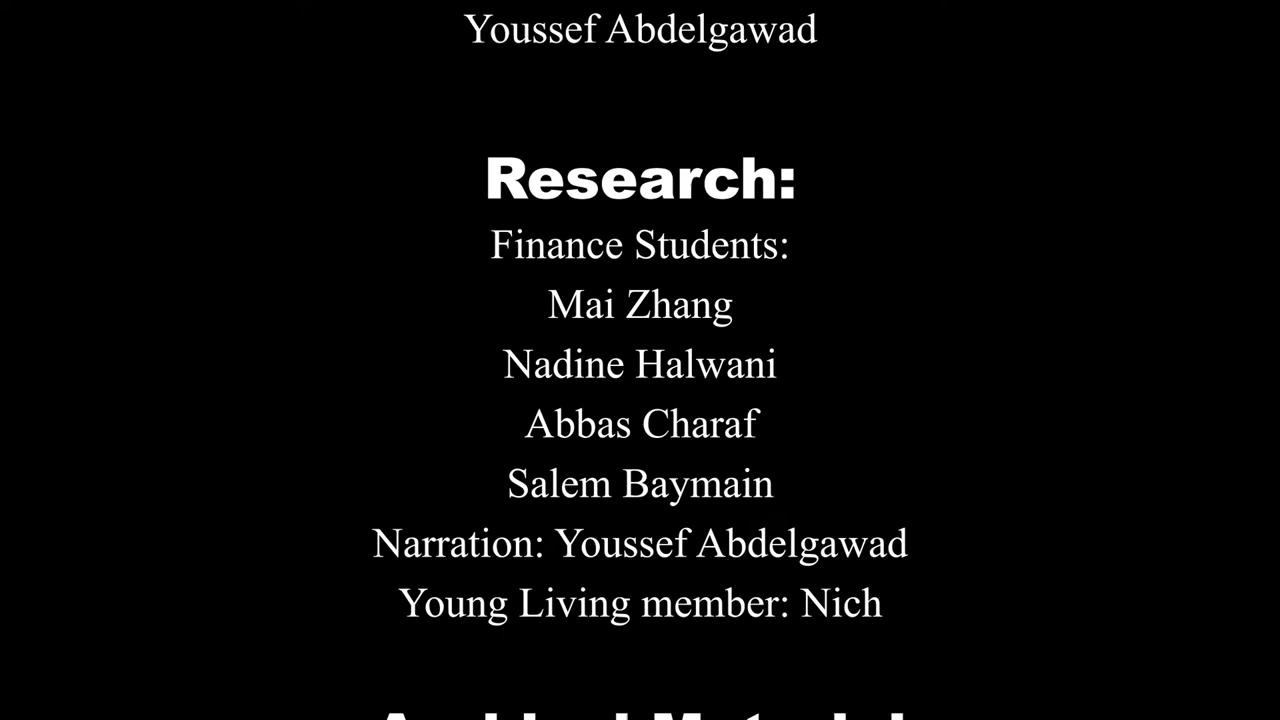 Youssef Abdelgawad
Research:
Finance Students:
Mai Zhang
Nadine Halwani
Abbas Charaf
Salem Baymain
Narration: Youssef Abdelgawad
Young Living member: Nich